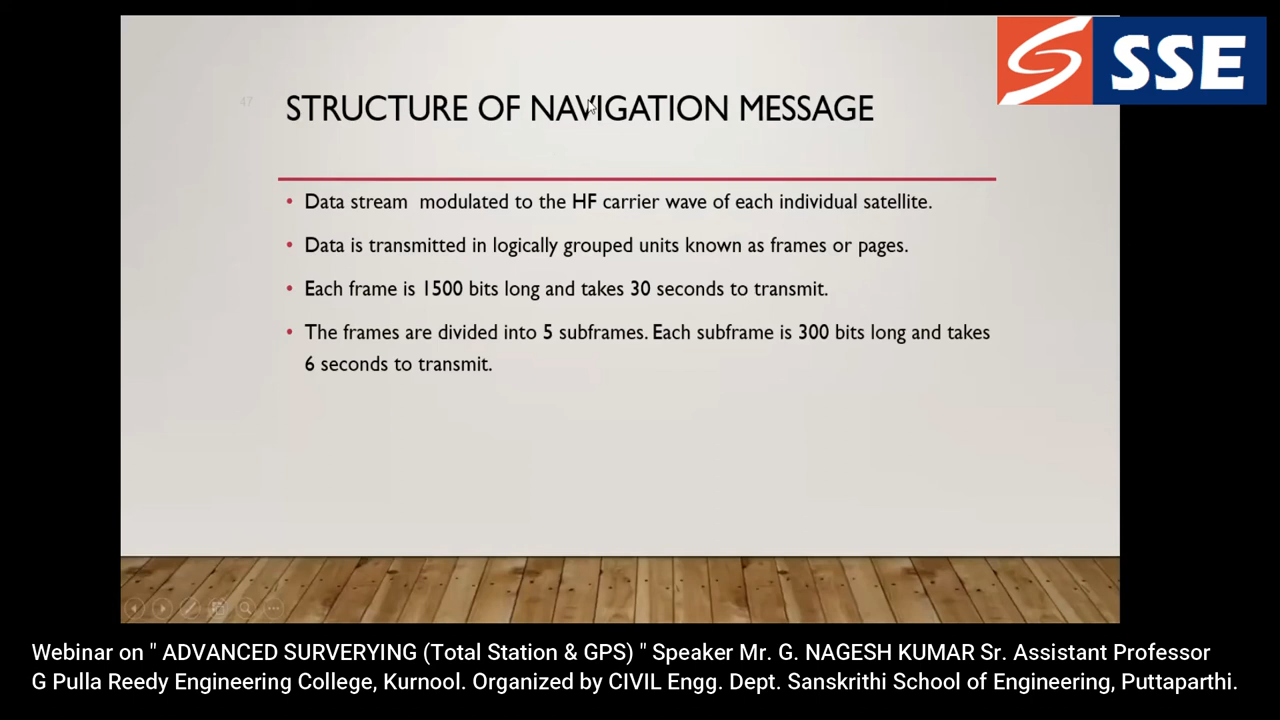 SSE
47
STRUCTURE OF NAVIGATION MESSAGE
• Data stream modulated to the HF carrier wave of each individual satellite.
• Data is transmitted in logically grouped units known as frames or pages.
• Each frame is 1500 bits long and takes 30 seconds to transmit.
• The frames are divided into 5 subframes. Each subframe is 300 bits long and takes
6 seconds to transmit.
Webinar on " ADVANCED SURVERYING (Total Station & GPS) " Speaker Mr. G. NAGESH KUMAR Sr. Assistant Professor
G Pulla Reedy Engineering College, Kurnool. Organized by CIVIL Engg. Dept. Sanskrithi School of Engineering, Puttaparthi.